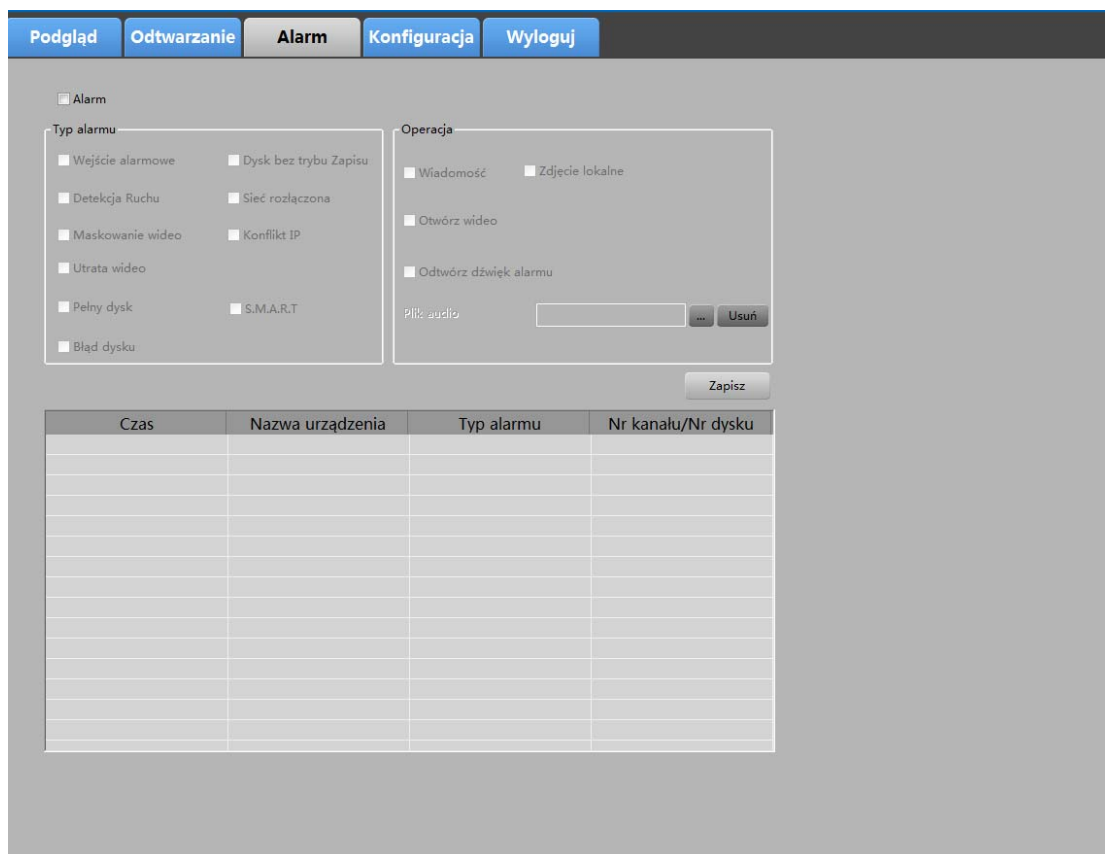 Podgląd Odtwarzanie Alarm Konfiguracja Wyloguj
Alarm
Typ alarmu
Wejście alarmowe Dysk bez trybu Zapisu
Detekcja Ruchu Sieć rozłączona
Maskowanie wideo Konflikt IP
Utrata wideo
Pełny dysk S.M.A.R.T
Błąd dysku
Operacja
Wiadomość Zdjęcie lokalne
Otwórz wideo
Odtwórz dźwięk alarmu
Plik audio ... Usuń
Zapisz
Czas Nazwa urządzenia Typ alarmu Nr kanału/Nr dysku